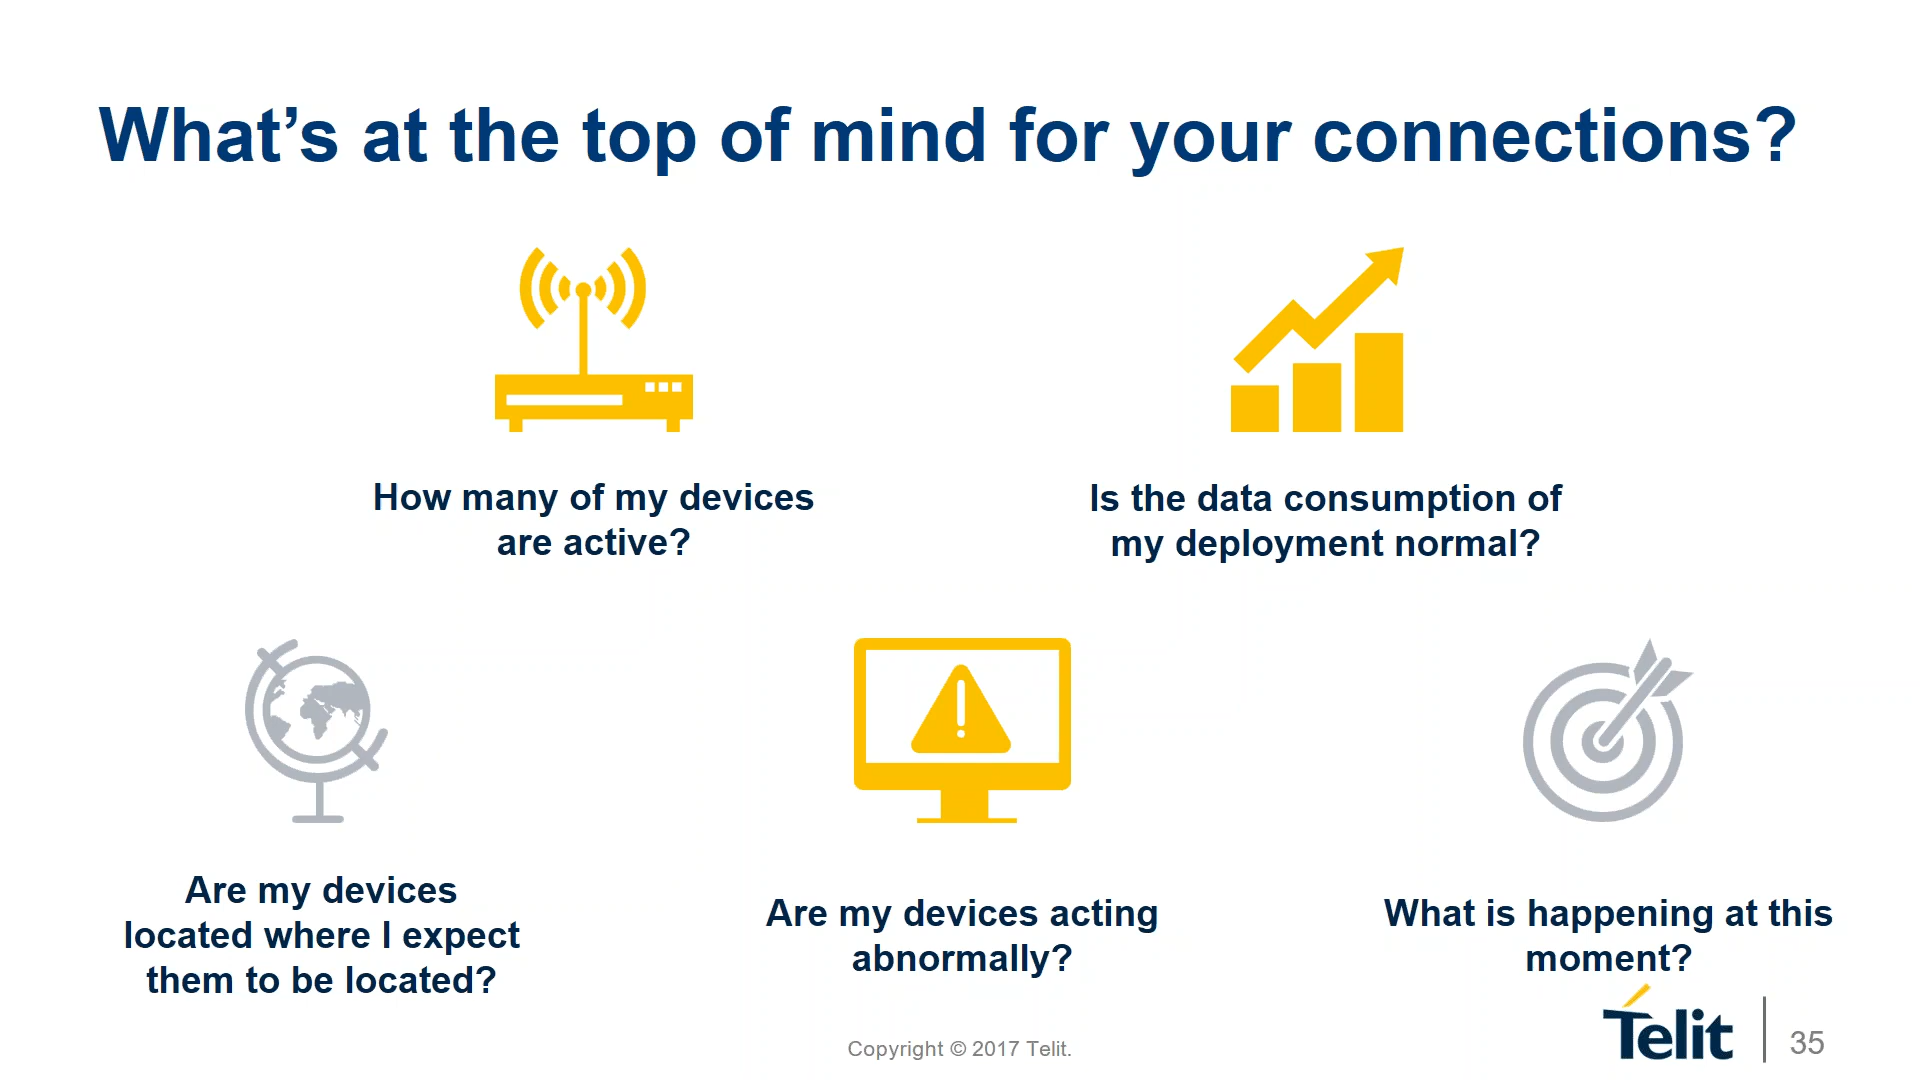 What’s at the top of mind for your connections?
How many of my devices
are active?
Is the data consumption of
my deployment normal?
Are my devices
located where I expect
them to be located?
Are my devices acting
abnormally?
What is happening at this
moment?
Copyright © 2017 Telit.
Telit
35